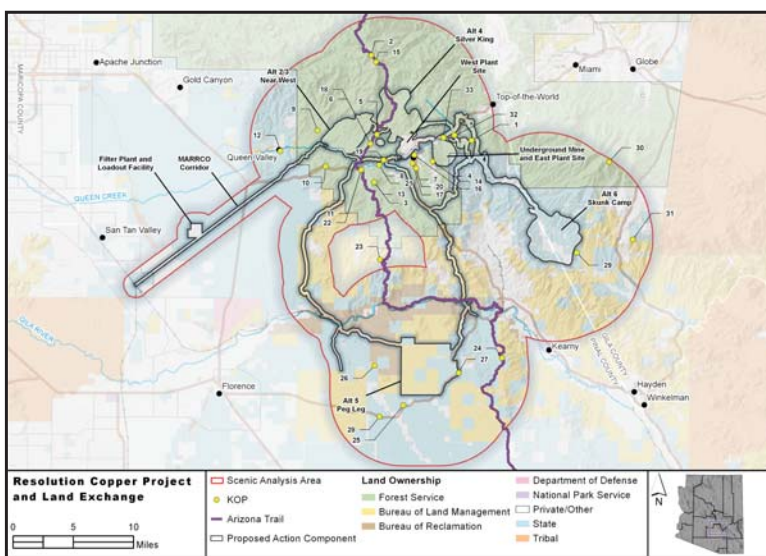 2
15
Alt 4
Silver King
Apache Junction
Miami
Globe
MARICOPA COUNTY
Gold Canyon
Alt 2/3
Near West
18
6
5
West Plant
Site
33
Top-of-the-World
9
32
1
12
Queen Valley
Underground Mine
and East Plant Site
30
Filter Plant and
Loadout Facility
MARRCO
Corridor
19
10
8
21
7
20
17
4
14
16
Alt 6
Skunk Camp
QUEEN CREEK
11
22
13
3
San Tan Valley
31
23
29
GILA RIVER
Kearny
GILA COUNTY
PINAL COUNTY
24
27
Florence
26
Alt 5
Peg Leg
Hayden
Winkelman
28
25
Resolution Copper Project
and Land Exchange
0 5 10
Miles
Scenic Analysis Area
KOP
Arizona Trail
Proposed Action Component
Land Ownership
Forest Service
Bureau of Land Management
Bureau of Reclamation
Department of Defense
National Park Service
Private/Other
State
Tribal
N